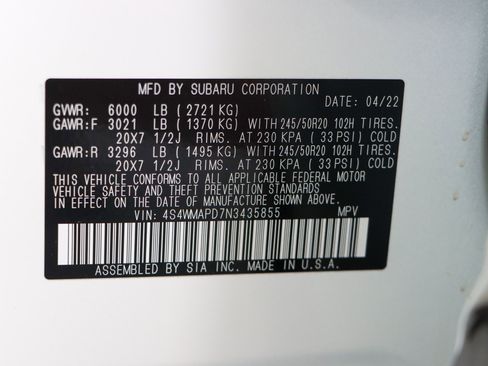 MFD BY SUBARU CORPORATION
DATE: 04/22
GVWR: 6000 LB (2721 KG)
GAWR:F 3021 LB (1370 KG) WITH 245/50R20 102H TIRES.
20X7 1/2J RIMS. AT 230 KPA (33 PSI) COLD
GAWR:R 3296 LB (1495 KG) WITH 245/50R20 102H TIRES.
20X7 1/2J RIMS. AT 230 KPA (33 PSI) COLD
THIS VEHICLE CONFORMS TO ALL APPLICABLE FEDERAL MOTOR
VEHICLE SAFETY AND THEFT PREVENTION STANDARDS
IN EFFECT ON THE DATE OF MANUFACTURE SHOWN ABOVE.
VIN: 4S4WMAPD7N3435855 MPV
ASSEMBLED BY SIA INC. MADE IN U.S.A.